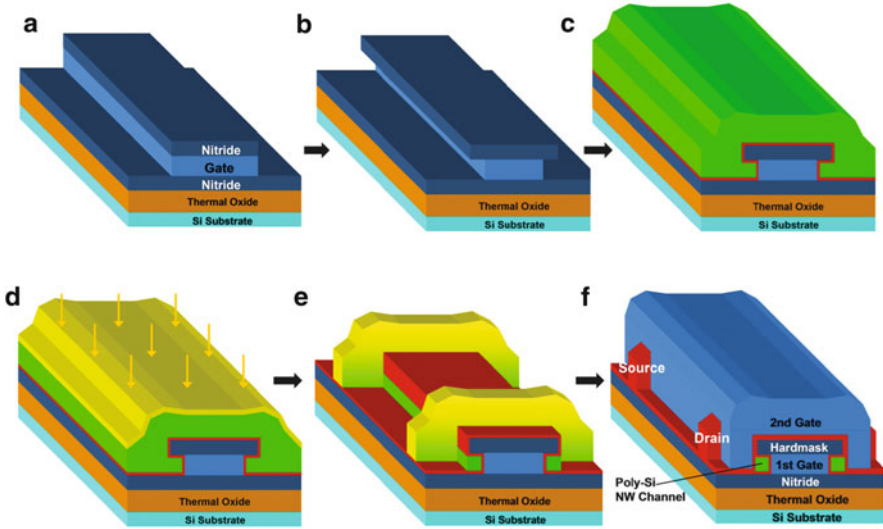 a
Nitride
Gate
Nitride
Thermal Oxide
Si Substrate
b
Thermal Oxide
Si Substrate
c
Thermal Oxide
Si Substrate
d
Thermal Oxide
Si Substrate
e
Thermal Oxide
Si Substrate
f
Source
Drain
2nd Gate
Hardmask
1st Gate
Poly-Si
NW Channel
Nitride
Thermal Oxide
Si Substrate